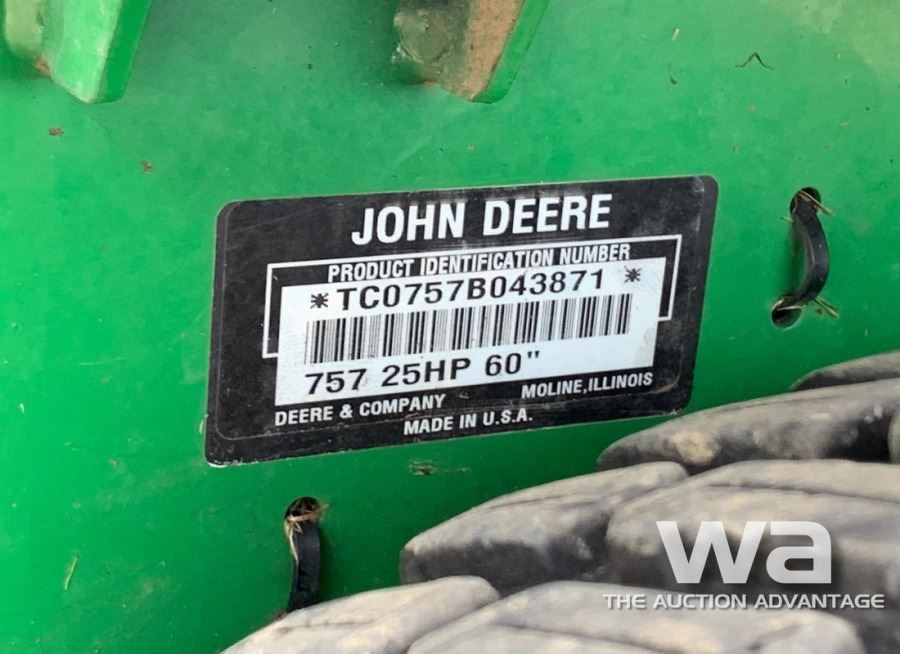 JOHN DEERE
PRODUCT IDENTIFICATION NUMBER
*TC0757B043871 *
757 25HP 60"
DEERE & COMPANY MOLINE, ILLINOIS
MADE IN U.S.A.
wa
THE AUCTION ADVANTAGE